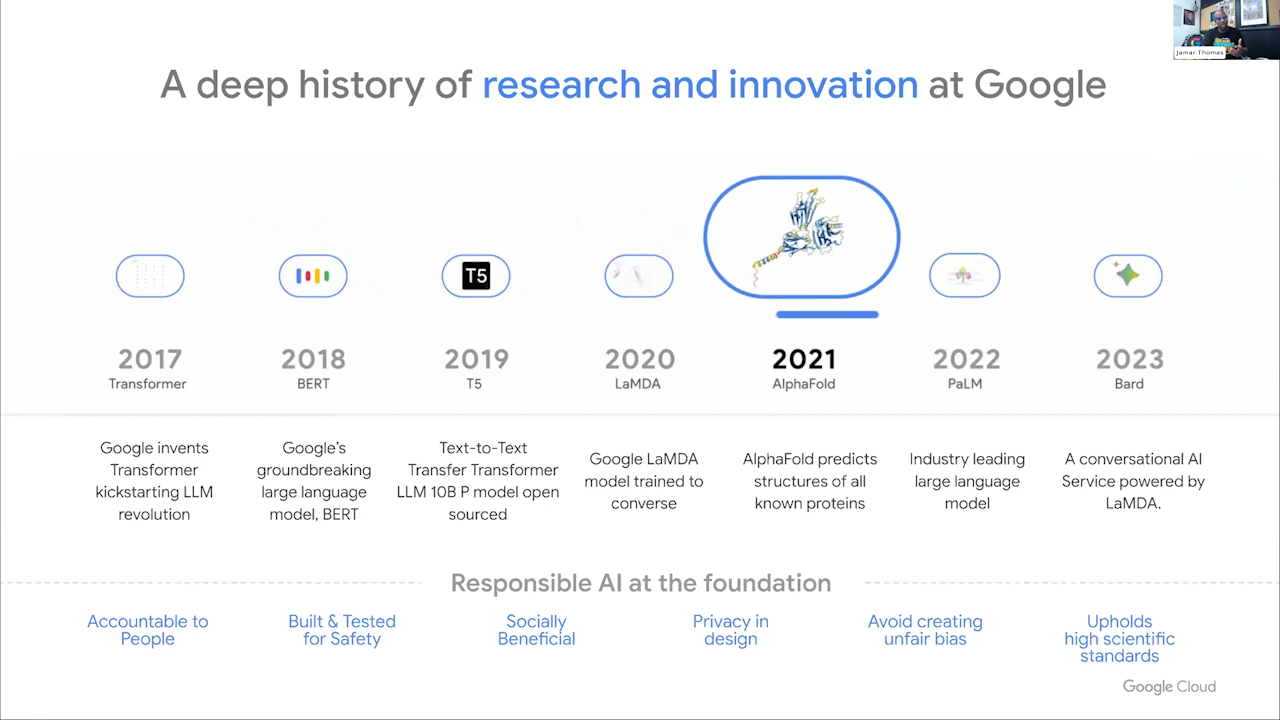 Jamar Thomas
A deep history of research and innovation at Google
T5
2017
Transformer
2018
BERT
2019
T5
2020
LaMDA
2021
AlphaFold
2022
PaLM
2023
Bard
Google invents
Transformer
kickstarting LLM
revolution
Google's
groundbreaking
large language
model, BERT
Text-to-Text
Transfer Transformer
LLM 10B P model open
sourced
Google LaMDA
model trained to
converse
AlphaFold predicts
structures of all
known proteins
Industry leading
large language
model
A conversational AI
Service powered by
LaMDA.
Responsible AI at the foundation
Accountable to
People
Built & Tested
for Safety
Socially
Beneficial
Privacy in
design
Avoid creating
unfair bias
Upholds
high scientific
standards
Google Cloud